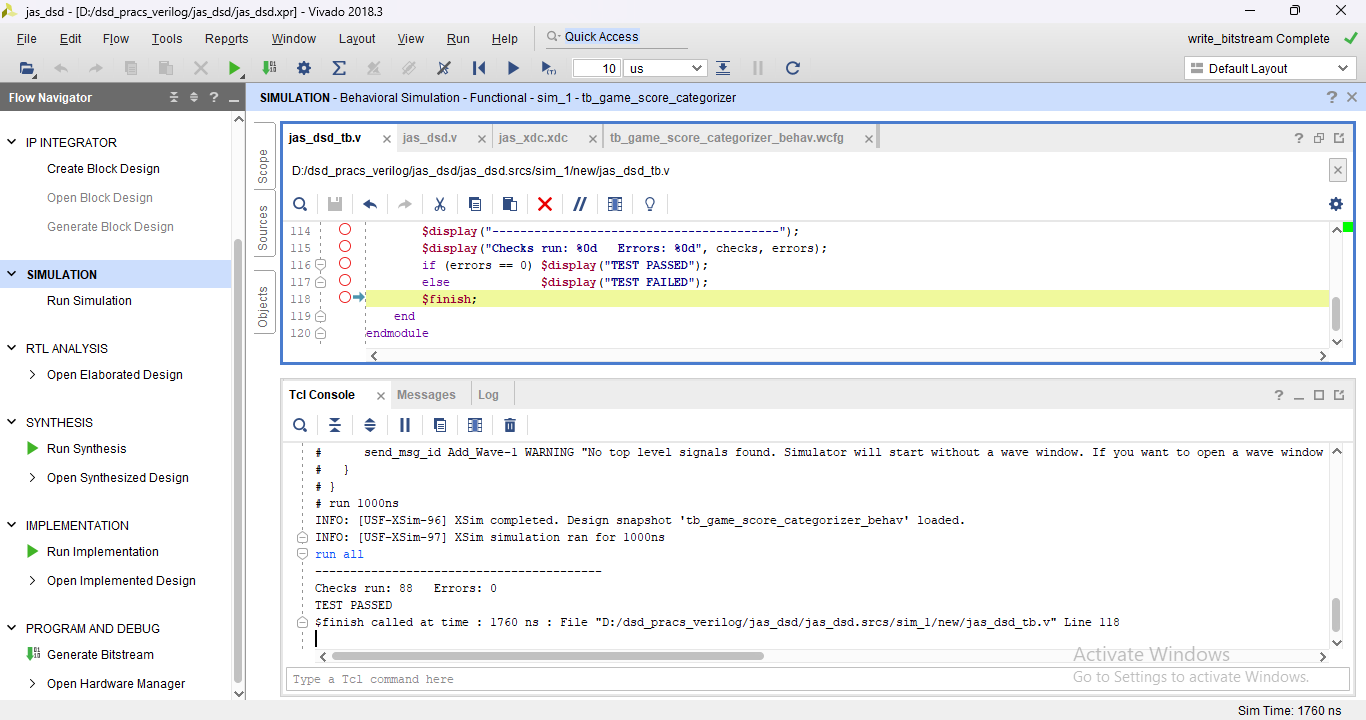 jas_dsd - [D:/dsd_pracs_verilog/jas_dsd/jas_dsd.xpr] - Vivado 2018.3
File Edit Flow Tools Reports Window Layout View Run Help Quick Access write_bitstream Complete
10 us Default Layout
Flow Navigator
SIMULATION - Behavioral Simulation - Functional - sim_1 - tb_game_score_categorizer
IP INTEGRATOR
Create Block Design
Open Block Design
Generate Block Design
SIMULATION
Run Simulation
RTL ANALYSIS
Open Elaborated Design
SYNTHESIS
Run Synthesis
Open Synthesized Design
IMPLEMENTATION
Run Implementation
Open Implemented Design
PROGRAM AND DEBUG
Generate Bitstream
Open Hardware Manager
Scope
Sources
Objects
jas_dsd_tb.v jas_dsd.v jas_xdc.xdc tb_game_score_categorizer_behav.wcfg
D:/dsd_pracs_verilog/jas_dsd/jas_dsd.srcs/sim_1/new/jas_dsd_tb.v
114 $display("-----------------------------------------");
115 $display("Checks run: %0d   Errors: %0d", checks, errors);
116 if (errors == 0) $display("TEST PASSED");
117 else             $display("TEST FAILED");
118 $finish;
119 end
120 endmodule
Tcl Console Messages Log
#      send_msg_id Add_Wave-1 WARNING "No top level signals found. Simulator will start without a wave window. If you want to open a wave window
#   }
# }
# run 1000ns
INFO: [USF-XSim-96] XSim completed. Design snapshot 'tb_game_score_categorizer_behav' loaded.
INFO: [USF-XSim-97] XSim simulation ran for 1000ns
run all
-----------------------------------------
Checks run: 88   Errors: 0
TEST PASSED
$finish called at time : 1760 ns : File "D:/dsd_pracs_verilog/jas_dsd/jas_dsd.srcs/sim_1/new/jas_dsd_tb.v" Line 118
Type a Tcl command here
Activate Windows
Go to Settings to activate Windows.
Sim Time: 1760 ns